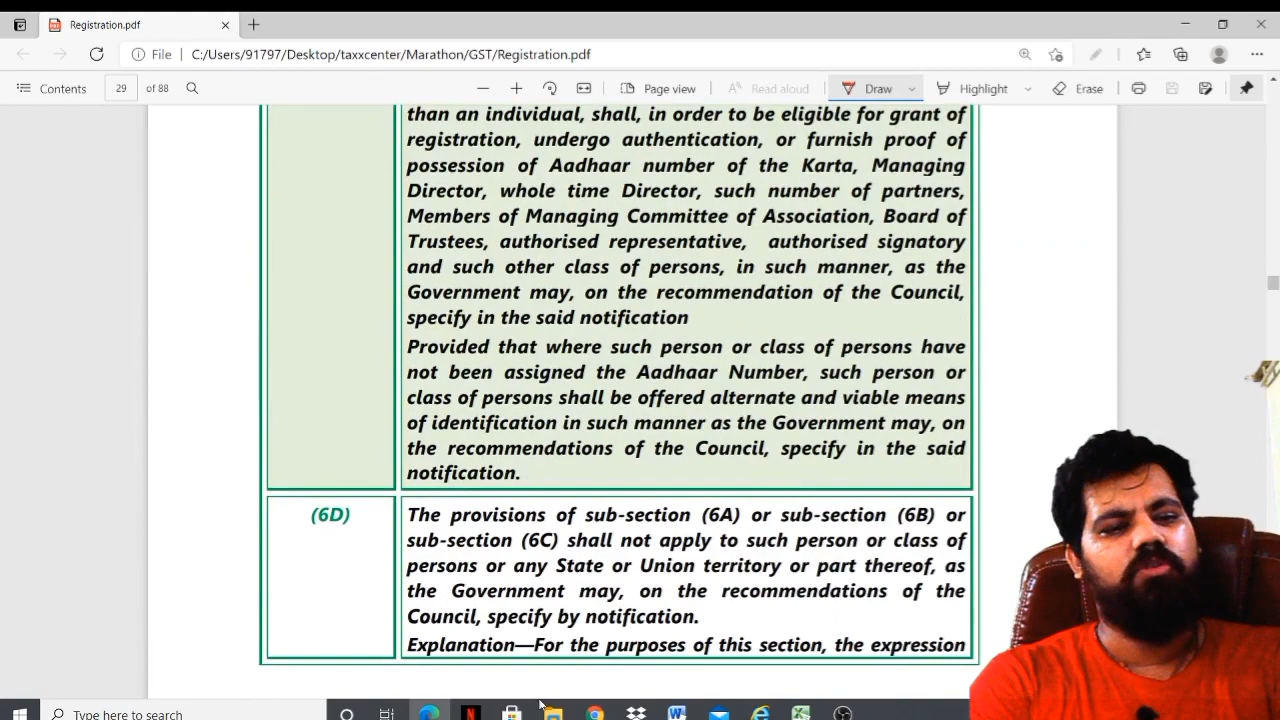 Registration.pdf
File
C:/Users/91797/Desktop/taxxcenter/Marathon/GST/Registration.pdf
Contents
29
of 88
Page view
Read aloud
Draw
Highlight
Erase
than an individual, shall, in order to be eligible for grant of
registration, undergo authentication, or furnish proof of
possession of Aadhaar number of the Karta, Managing
Director, whole time Director, such number of partners,
Members of Managing Committee of Association, Board of
Trustees, authorised representative, authorised signatory
and such other class of persons, in such manner, as the
Government may, on the recommendation of the Council,
specify in the said notification
Provided that where such person or class of persons have
not been assigned the Aadhaar Number, such person or
class of persons shall be offered alternate and viable means
of identification in such manner as the Government may, on
the recommendations of the Council, specify in the said
notification.
(6D)
The provisions of sub-section (6A) or sub-section (6B) or
sub-section (6C) shall not apply to such person or class of
persons or any State or Union territory or part thereof, as
the Government may, on the recommendations of the
Council, specify by notification.
Explanation—For the purposes of this section, the expression
Type here to search